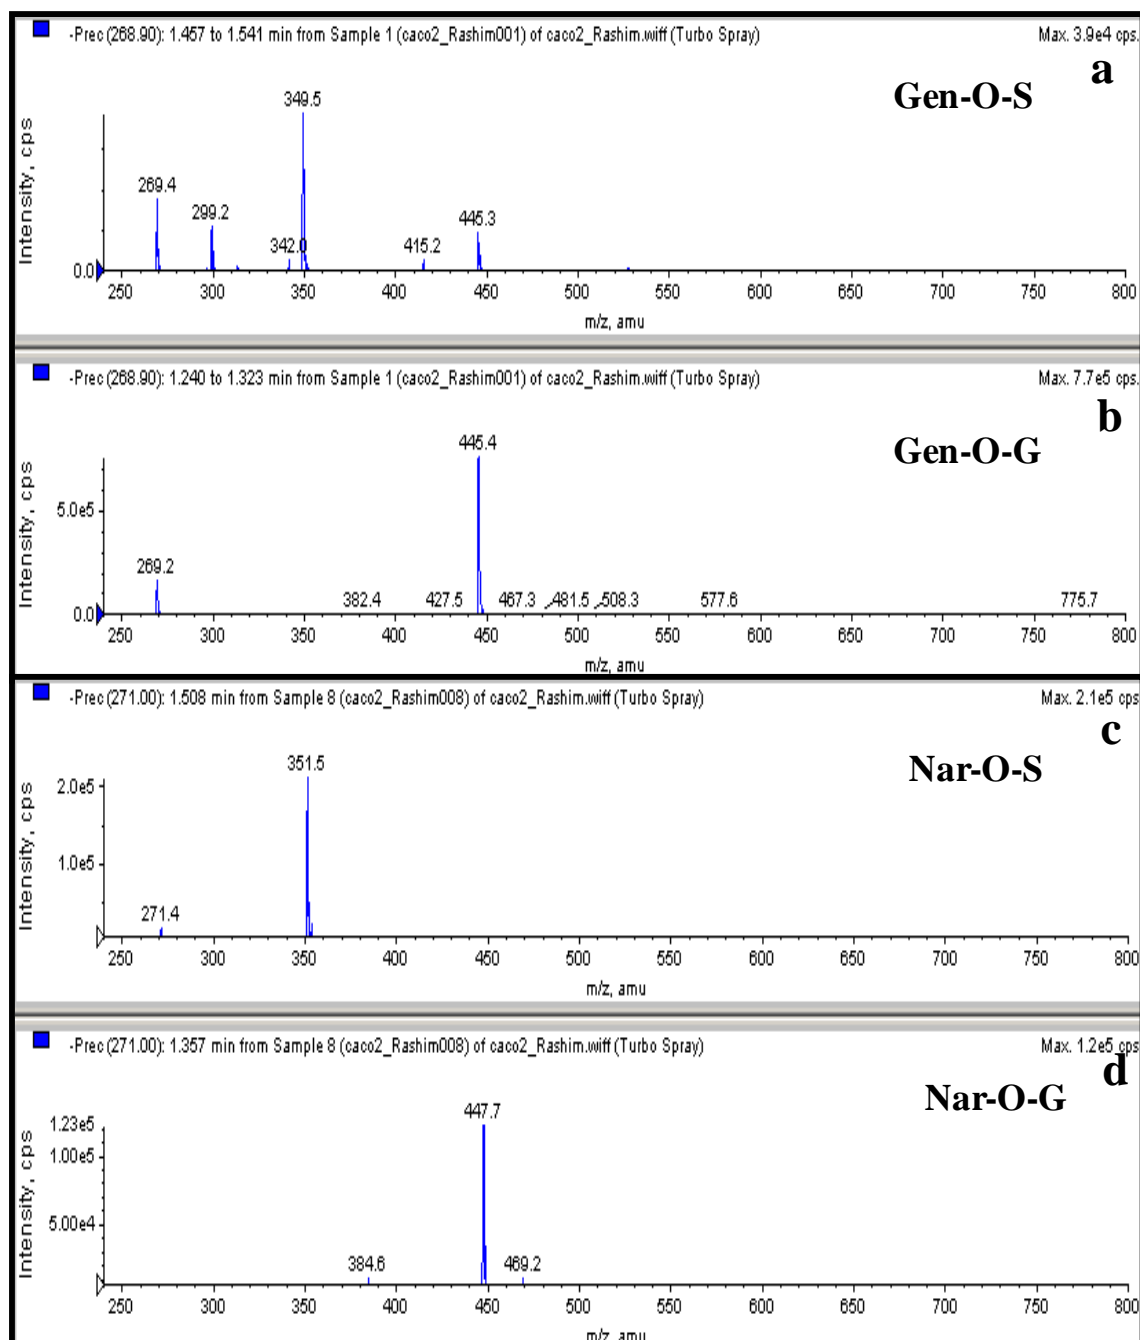 -Prec (268.90): 1.457 to 1.541 min from Sample 1 (caco2_Rashim001) of caco2_Rashim.wiff (Turbo Spray) Max. 3.9e4 cps.
a
Gen-O-S
349.5
269.4
299.2
342.0
415.2
445.3
Intensity, cps
0.0
250 300 350 400 450 500 550 600 650 700 750 800
m/z, amu
-Prec (268.90): 1.240 to 1.323 min from Sample 1 (caco2_Rashim001) of caco2_Rashim.wiff (Turbo Spray) Max. 7.7e5 cps.
b
Gen-O-G
445.4
5.0e5
269.2
382.4 427.5 467.3 481.5 508.3 577.6 775.7
Intensity, cps
0.0
250 300 350 400 450 500 550 600 650 700 750 800
m/z, amu
-Prec (271.00): 1.508 min from Sample 8 (caco2_Rashim008) of caco2_Rashim.wiff (Turbo Spray) Max. 2.1e5 cps
c
Nar-O-S
351.5
2.0e5
1.0e5
271.4
Intensity, cps
250 300 350 400 450 500 550 600 650 700 750 800
m/z, amu
-Prec (271.00): 1.357 min from Sample 8 (caco2_Rashim008) of caco2_Rashim.wiff (Turbo Spray) Max. 1.2e5 cps
d
Nar-O-G
447.7
1.23e5
1.00e5
5.00e4
384.6 469.2
Intensity, cps
250 300 350 400 450 500 550 600 650 700 750 800
m/z, amu